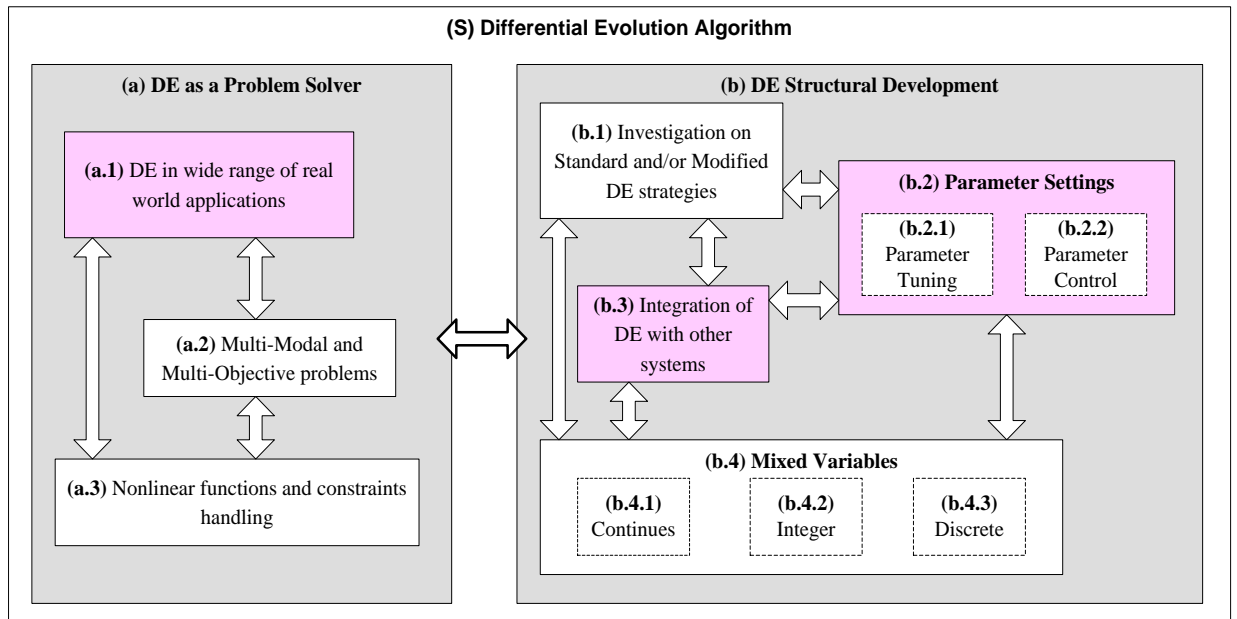 (S) Differential Evolution Algorithm
(a) DE as a Problem Solver
(a.1) DE in wide range of real
world applications
(a.2) Multi-Modal and
Multi-Objective problems
(a.3) Nonlinear functions and constraints
handling
(b) DE Structural Development
(b.1) Investigation on
Standard and/or Modified
DE strategies
(b.2) Parameter Settings
(b.2.1)
Parameter
Tuning
(b.2.2)
Parameter
Control
(b.3) Integration of
DE with other
systems
(b.4) Mixed Variables
(b.4.1)
Continues
(b.4.2)
Integer
(b.4.3)
Discrete